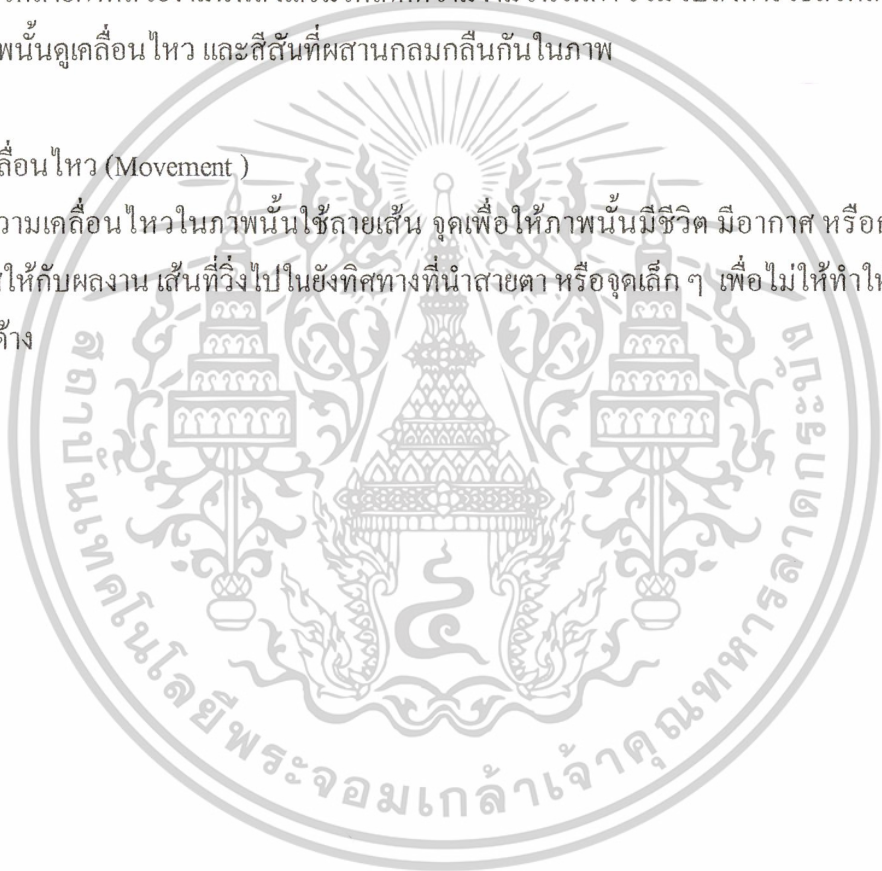 พนั้นดูเคลื่อนไหว และสีสันที่ผสานกลมกลืนกันในภาพ
ลื่อนไหว (Movement )
วามเคลื่อนไหวในภาพนั้นใช้ลายเส้น จุดเพื่อให้ภาพนั้นมีชีวิต มีอากาศ หรือก
ให้กับผลงาน เส้นที่วิ่งไปในยังทิศทางที่นำสายตา หรือจุดเล็ก ๆ เพื่อไม่ให้ทำให
ค้าง
สถาบันเทคโนโลยีพระจอมเกล้าเจ้าคุณทหารลาดกระบัง